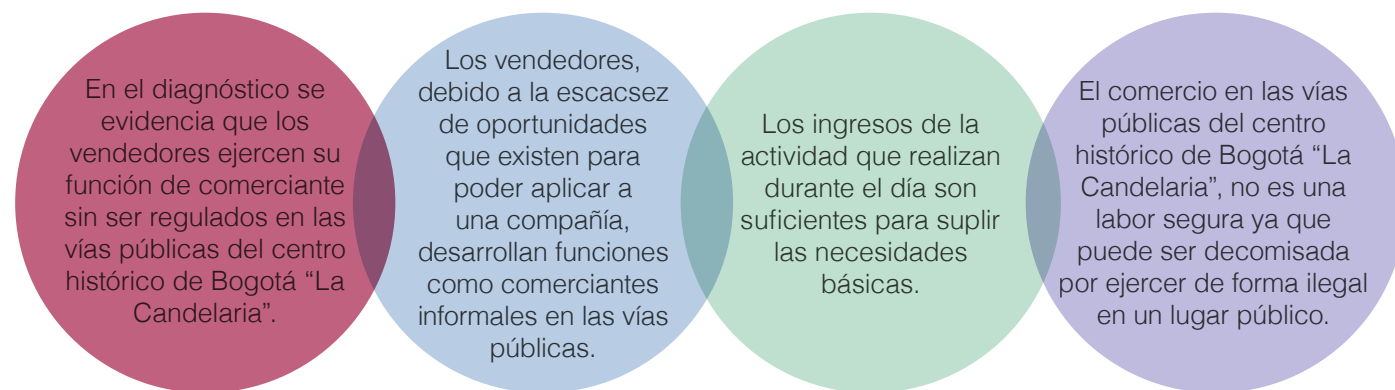 En el diagnóstico se
evidencia que los
vendedores ejercen su
función de comerciante
sin ser regulados en las
vías públicas del centro
histórico de Bogotá “La
Candelaria”.
Los vendedores,
debido a la escacsez
de oportunidades
que existen para
poder aplicar a
una compañía,
desarrollan funciones
como comerciantes
informales en las vías
públicas.
Los ingresos de la
actividad que realizan
durante el día son
suficientes para suplir
las necesidades
básicas.
El comercio en las vías
públicas del centro
histórico de Bogotá “La
Candelaria”, no es una
labor segura ya que
puede ser decomisada
por ejercer de forma ilegal
en un lugar público.